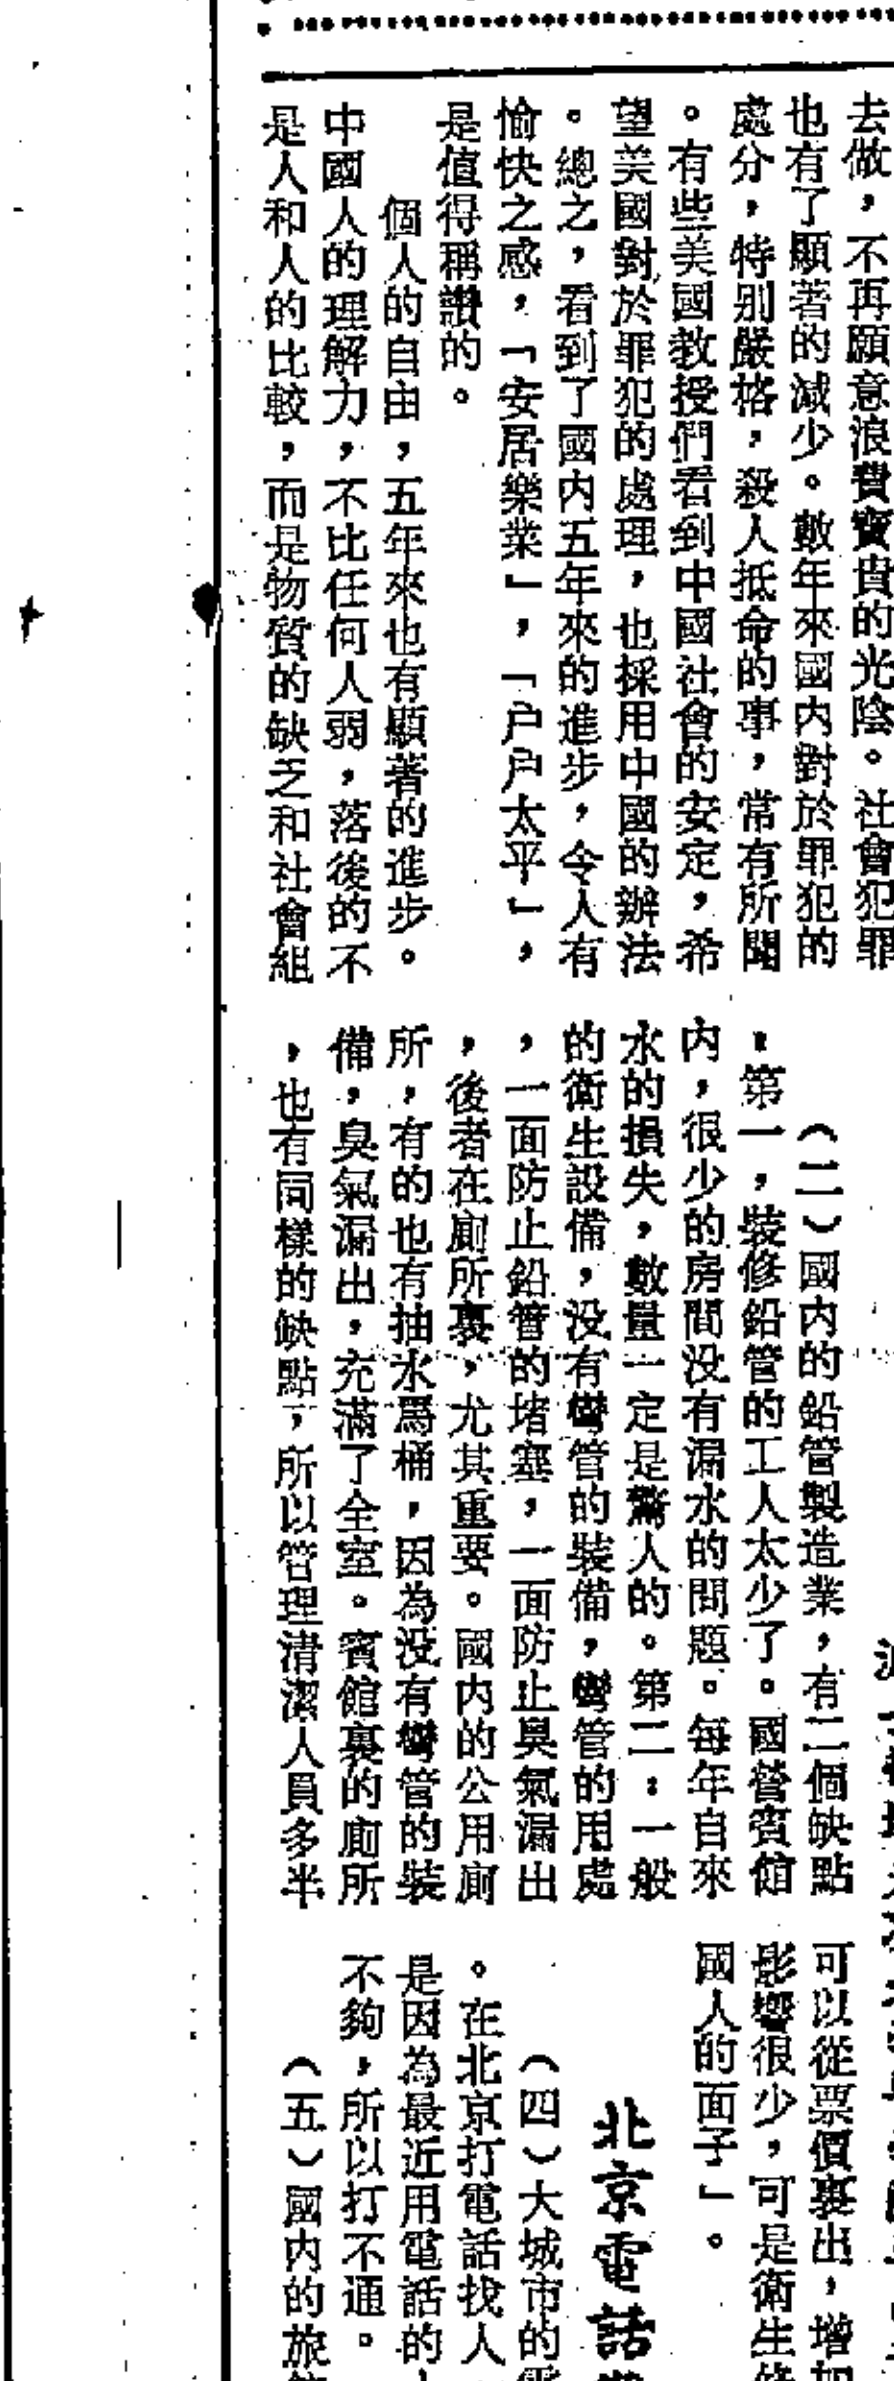 去做，不再願意浪費寶貴的光陰。社會犯罪
也有了顯著的減少。數年來國内對於罪犯的
處分，特別嚴格，殺人抵命的事，常有所聞
。有些美國教授們看到中國社會的安定，希
望美國對於罪犯的處理，也採用中國的辦法
。總之，看到了國内五年來的進步，令人有
愉快之感，「安居樂業」，「户户太平」，
是值得稱讚的。
個人的自由，五年來也有顯著的進步。
中國人的理解力，不比任何人弱，落後的不
是人和人的比較，而是物質的缺乏和社會組
（二）國内的鉛管製造業，有二個缺點
，第一，裝修鉛管的工人太少了。國營賓館
内，很少的房間没有漏水的問題。每年自來
水的損失，數量一定是驚人的。第二：一般
的衛生設備，没有彎管的裝備，彎管的用處
，一面防止鉛管的堵塞，一面防止臭氣漏出
，後者在廁所裏，尤其重要。國内的公用廁
所，有的也有抽水馬桶，因為没有彎管的裝
備，臭氣漏出，充滿了全室。賓館裏的廁所
，也有同樣的缺點，所以管理清潔人員多半
可以從票價裏出，增加
影響很少，可是衛生
國人的面子」。
北京電話
（四）大城市的電
。在北京打電話找人
是因為最近用電話的
不夠，所以打不通。
（五）國内的旅